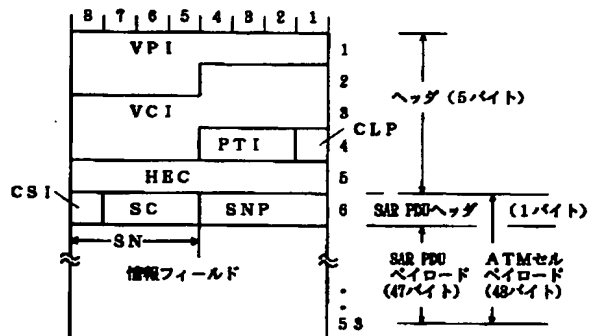 8 7 6 5 4 3 2 1
VPI
1
2
VCI
3
PTI
4
CLP
HEC
5
CSI
SC
SNP
6
SN
情報フィールド
53
ヘッダ(5バイト)
SAR PDUヘッダ
(1バイト)
SAR PDU
ペイロード
(47バイト)
ATMセル
ペイロード
(48バイト)